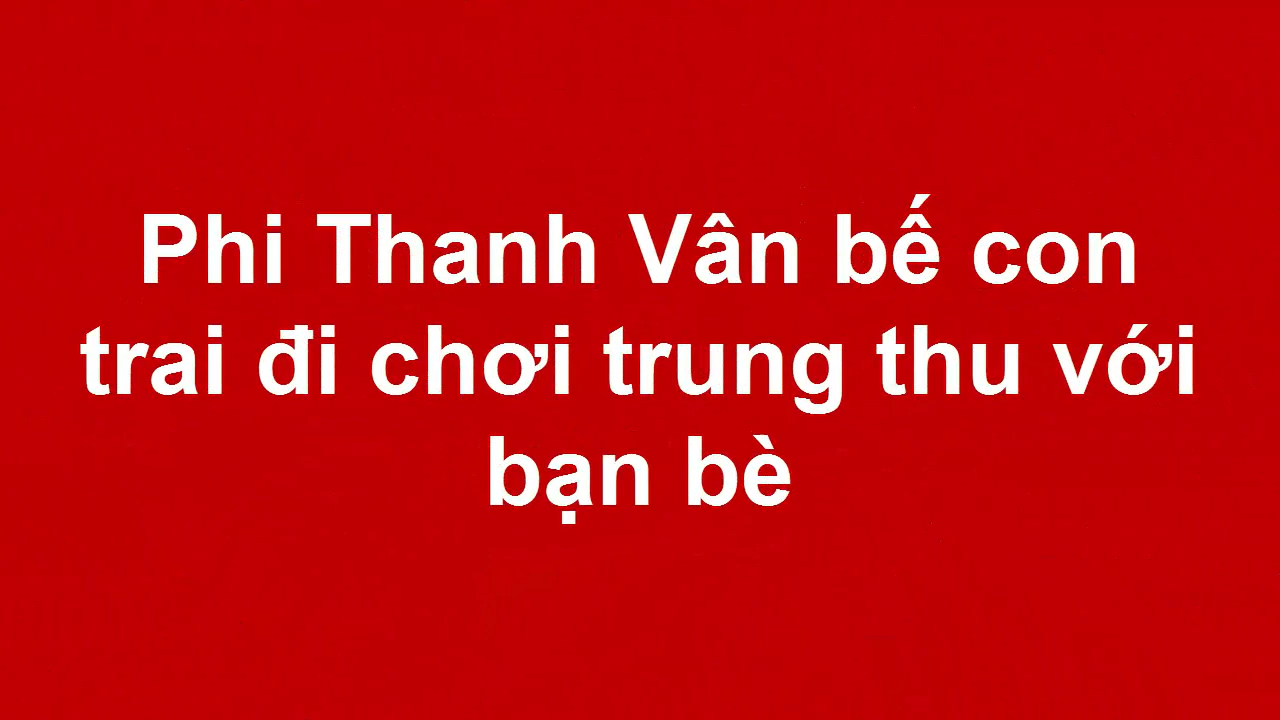 Phi Thanh Vân bế con
trai đi chơi trung thu với
bạn bè